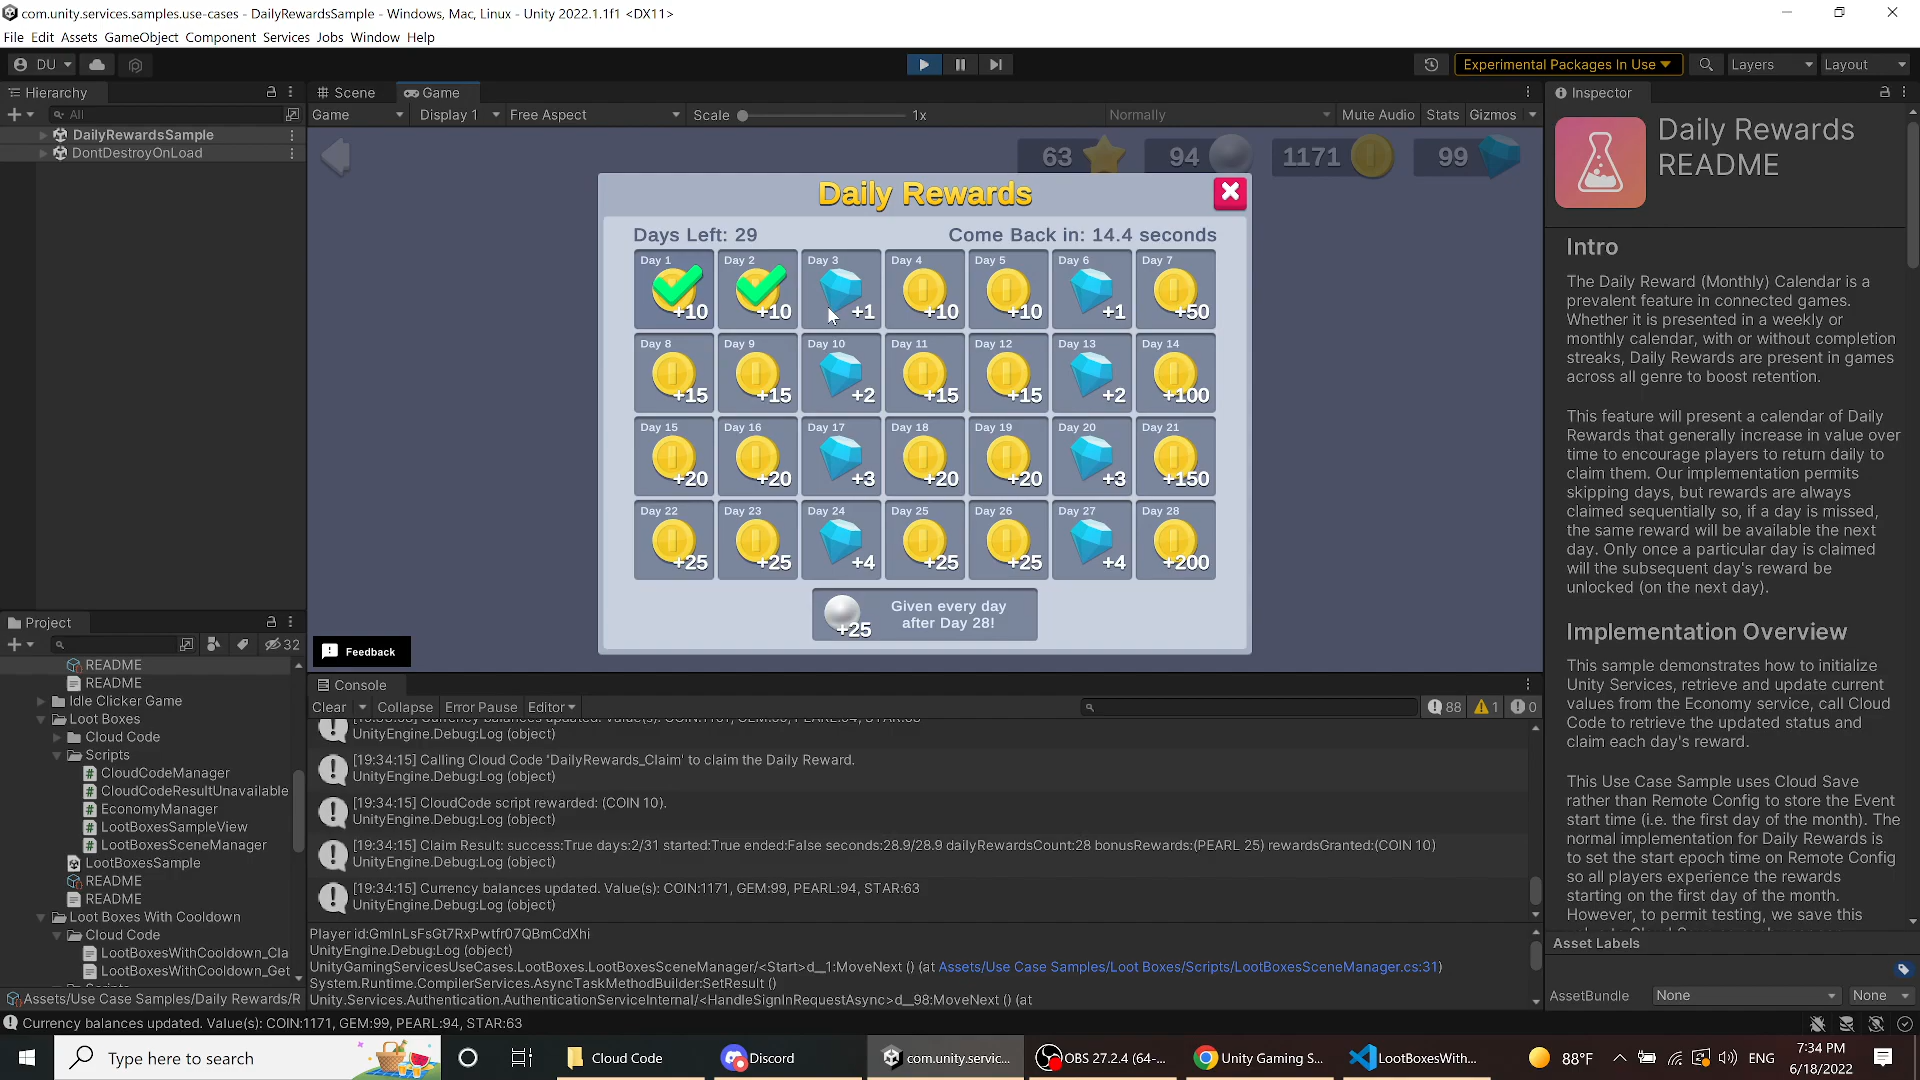 com.unity.services.samples.use-cases - DailyRewardsSample - Windows, Mac, Linux - Unity 2022.1.1f1 <DX11>
File Edit Assets GameObject Component Services Jobs Window Help
DU
Experimental Packages In Use
Layers
Layout
Hierarchy
All
DailyRewardsSample
DontDestroyOnLoad
Scene
Game
Game
Display 1
Free Aspect
Scale
1x
Normally
Mute Audio
Stats
Gizmos
63
94
1171
99
Daily Rewards
Days Left: 29
Come Back in: 14.4 seconds
Day 1
+10
Day 2
+10
Day 3
+1
Day 4
+10
Day 5
+10
Day 6
+1
Day 7
+50
Day 8
+15
Day 9
+15
Day 10
+2
Day 11
+15
Day 12
+15
Day 13
+2
Day 14
+100
Day 15
+20
Day 16
+20
Day 17
+3
Day 18
+20
Day 19
+20
Day 20
+3
Day 21
+150
Day 22
+25
Day 23
+25
Day 24
+4
Day 25
+25
Day 26
+25
Day 27
+4
Day 28
+200
+25
Given every day
after Day 28!
Feedback
Project
32
README
README
Idle Clicker Game
Loot Boxes
Cloud Code
Scripts
CloudCodeManager
CloudCodeResultUnavailable
EconomyManager
LootBoxesSampleView
LootBoxesSceneManager
LootBoxesSample
README
README
Loot Boxes With Cooldown
Cloud Code
LootBoxesWithCooldown_Cla
LootBoxesWithCooldown_Get
Assets/Use Case Samples/Daily Rewards/R
Console
Clear
Collapse
Error Pause
Editor
88
1
0
UnityEngine.Debug:Log (object)
[19:34:15] Calling Cloud Code 'DailyRewards_Claim' to claim the Daily Reward.
UnityEngine.Debug:Log (object)
[19:34:15] CloudCode script rewarded: (COIN 10).
UnityEngine.Debug:Log (object)
[19:34:15] Claim Result: success:True days:2/31 started:True ended:False seconds:28.9/28.9 dailyRewardsCount:28 bonusRewards:(PEARL 25) rewardsGranted:(COIN 10)
UnityEngine.Debug:Log (object)
[19:34:15] Currency balances updated. Value(s): COIN:1171, GEM:99, PEARL:94, STAR:63
UnityEngine.Debug:Log (object)
Player id:GmInLsFsGt7RxPwtfr07QBmCdXhi
UnityEngine.Debug:Log (object)
UnityGamingServicesUseCases.LootBoxes.LootBoxesSceneManager/<Start>d__1:MoveNext () (at Assets/Use Case Samples/Loot Boxes/Scripts/LootBoxesSceneManager.cs:31)
System.Runtime.CompilerServices.AsyncTaskMethodBuilder:SetResult ()
Unity.Services.Authentication.AuthenticationServiceInternal/<HandleSignInRequestAsync>d__98:MoveNext () (at
Inspector
Daily Rewards
README
Intro
The Daily Reward (Monthly) Calendar is a
prevalent feature in connected games.
Whether it is presented in a weekly or
monthly calendar, with or without completion
streaks, Daily Rewards are present in games
across all genre to boost retention.
This feature will present a calendar of Daily
Rewards that generally increase in value over
time to encourage players to return daily to
claim them. Our implementation permits
skipping days, but rewards are always
claimed sequentially so, if a day is missed,
the same reward will be available the next
day. Only once a particular day is claimed
will the subsequent day's reward be
unlocked (on the next day).
Implementation Overview
This sample demonstrates how to initialize
Unity Services, retrieve and update current
values from the Economy service, call Cloud
Code to retrieve the updated status and
claim each day's reward.
This Use Case Sample uses Cloud Save
rather than Remote Config to store the Event
start time (i.e. the first day of the month). The
normal implementation for Daily Rewards is
to set the start epoch time on Remote Config
so all players experience the rewards
starting on the first day of the month.
However, to permit testing, we save this
Asset Labels
AssetBundle
None
None
Currency balances updated. Value(s): COIN:1171, GEM:99, PEARL:94, STAR:63
Type here to search
Cloud Code
Discord
com.unity.servic...
OBS 27.2.4 (64-...
Unity Gaming S...
LootBoxesWith...
88°F
ENG
7:34 PM
6/18/2022